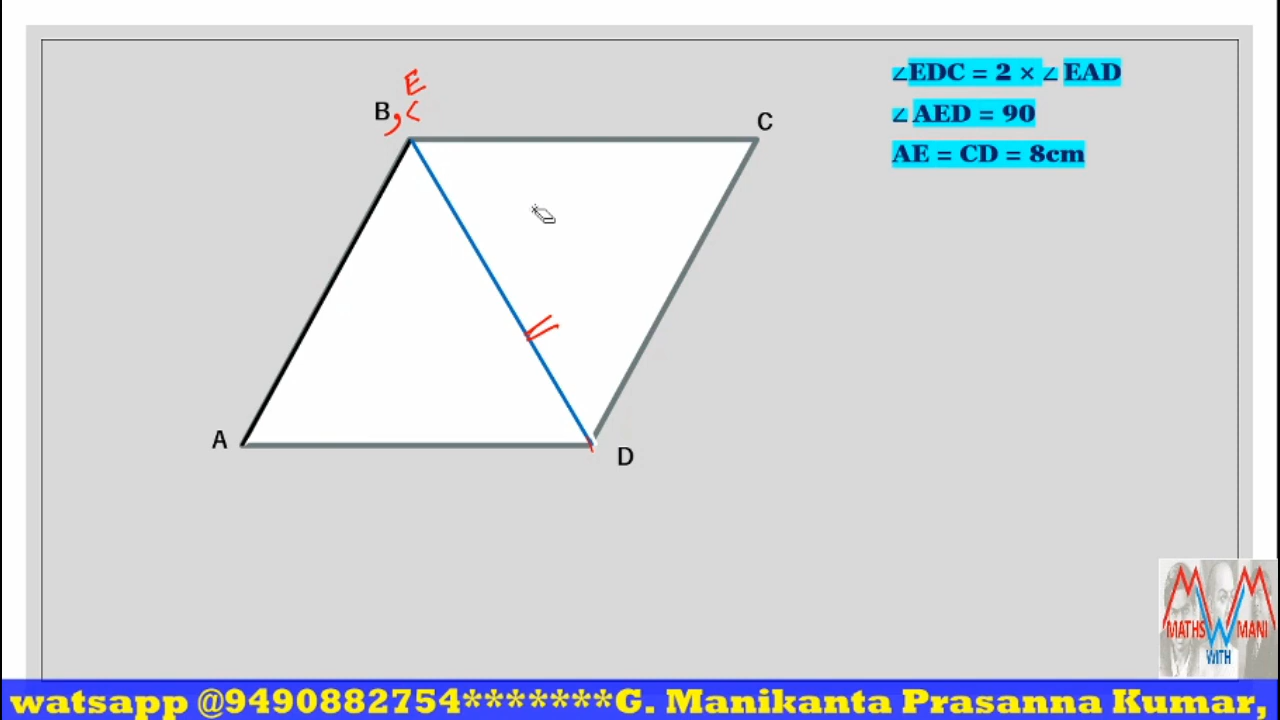 ∠EDC = 2 × ∠ EAD
∠ AED = 90
AE = CD = 8cm
E
B, <
C
A
D
MATHS MANI
WITH
watsapp @9490882754*******G. Manikanta Prasanna Kumar,